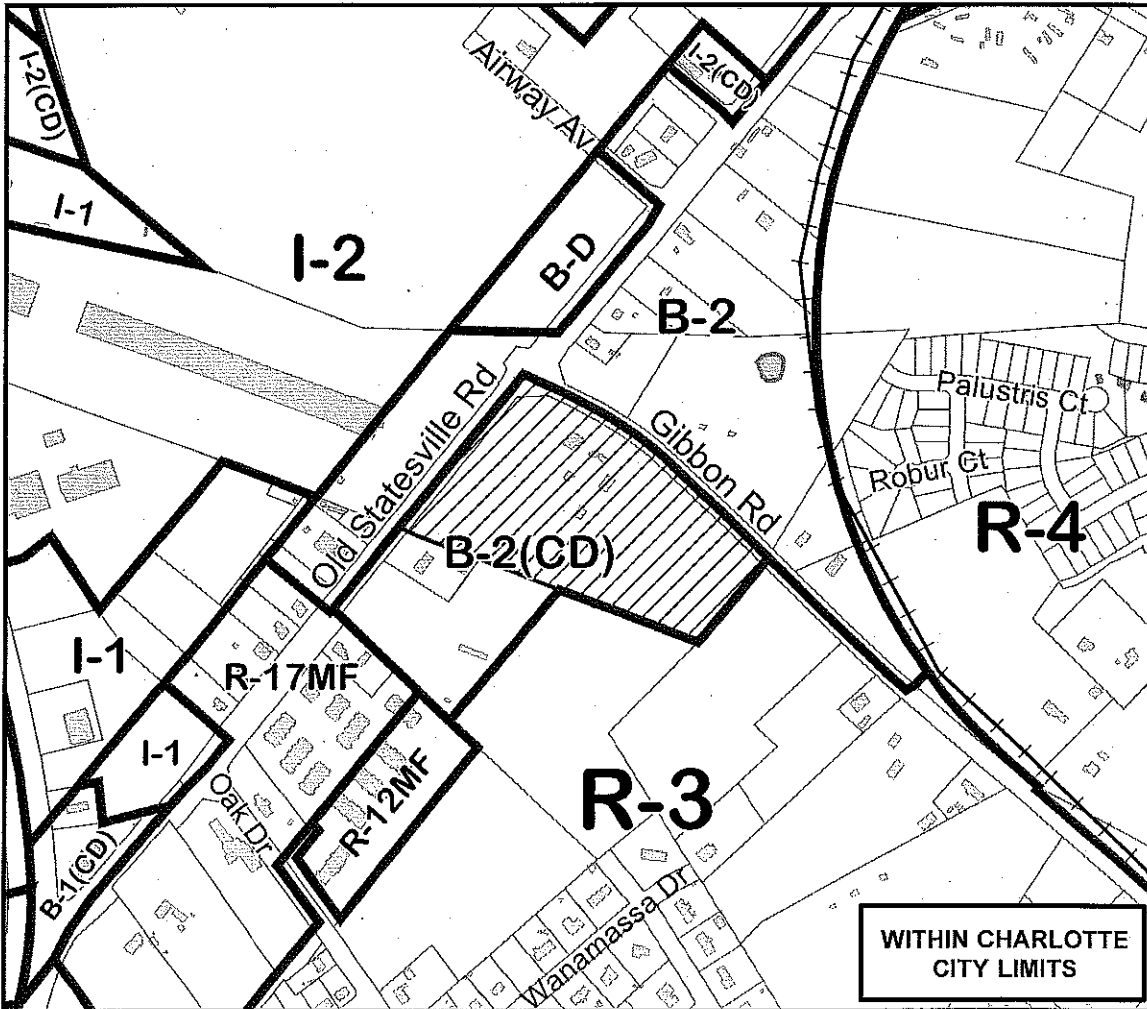 I-2(CD)
Airway Av
I-2(CD)
I-1
I-2
B-D
B-2
Palustris Ct
Old Statesville Rd
Gibbon Rd
Robur Ct
R-4
B-2(CD)
I-1
R-17MF
I-1
Oak Dr
R-12MF
R-3
B-1(CD)
Wanamassa Dr
WITHIN CHARLOTTE
CITY LIMITS